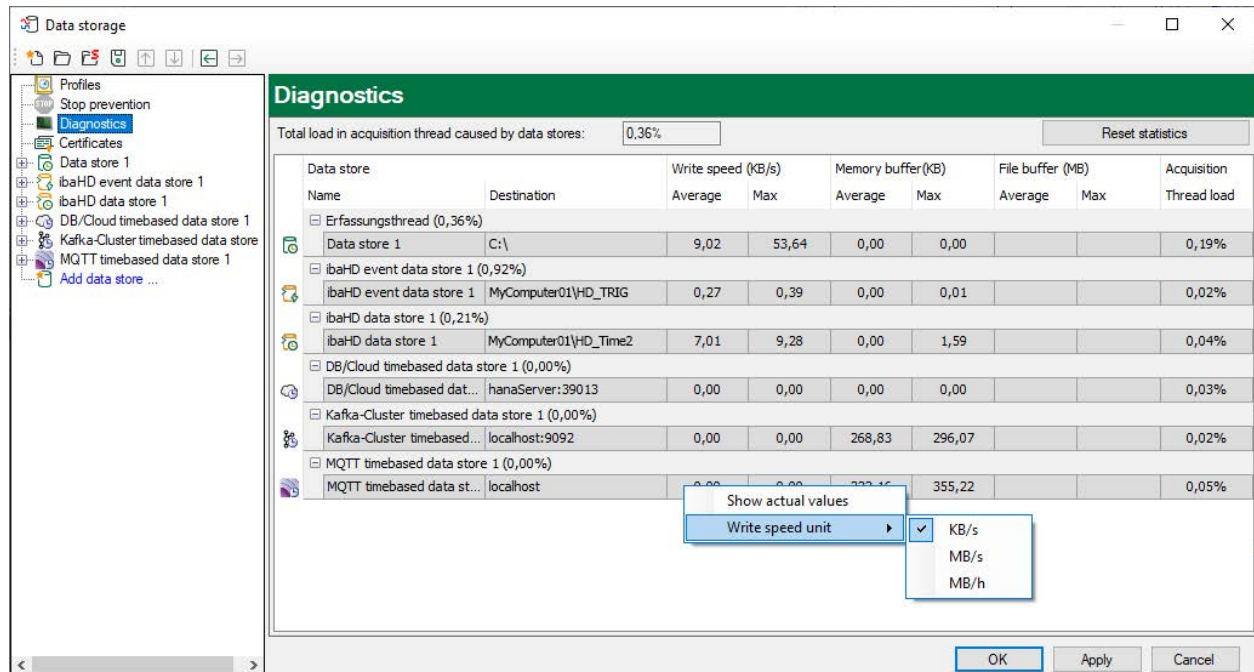 Data storage
Profiles
Stop prevention
Diagnostics
Certificates
Data store 1
ibaHD event data store 1
ibaHD data store 1
DB/Cloud timebased data store 1
Kafka-Cluster timebased data store
MQTT timebased data store 1
Add data store ...
Diagnostics
Total load in acquisition thread caused by data stores: 0,36% Reset statistics
Data store Write speed (KB/s) Memory buffer(KB) File buffer (MB) Acquisition
Name Destination Average Max Average Max Average Max Thread load
Erfassungsthread (0,36%)
Data store 1 C:\ 9,02 53,64 0,00 0,00 0,19%
ibaHD event data store 1 (0,92%)
ibaHD event data store 1 MyComputer01\HD_TRIG 0,27 0,39 0,00 0,01 0,02%
ibaHD data store 1 (0,21%)
ibaHD data store 1 MyComputer01\HD_Time2 7,01 9,28 0,00 1,59 0,04%
DB/Cloud timebased data store 1 (0,00%)
DB/Cloud timebased dat... hanaServer:39013 0,00 0,00 0,00 0,00 0,03%
Kafka-Cluster timebased data store 1 (0,00%)
Kafka-Cluster timebased... localhost:9092 0,00 0,00 268,83 296,07 0,02%
MQTT timebased data store 1 (0,00%)
MQTT timebased data st... localhost 355,22 0,05%
Show actual values
Write speed unit
KB/s
MB/s
MB/h
OK Apply Cancel